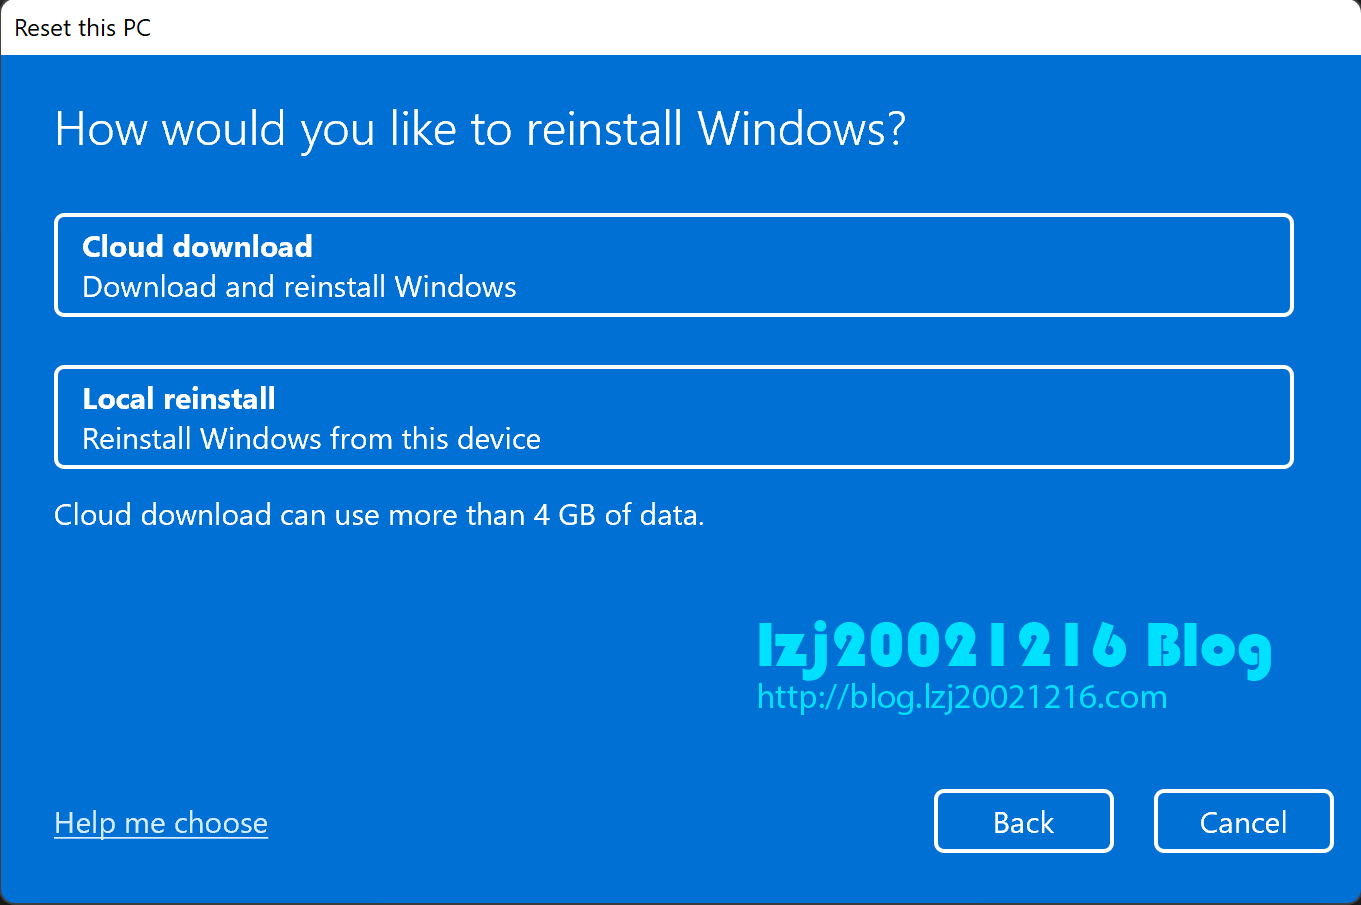 Reset this PC
How would you like to reinstall Windows?
Cloud download
Download and reinstall Windows
Local reinstall
Reinstall Windows from this device
Cloud download can use more than 4 GB of data.
lzj20021216 Blog
http://blog.lzj20021216.com
Help me choose
Back
Cancel